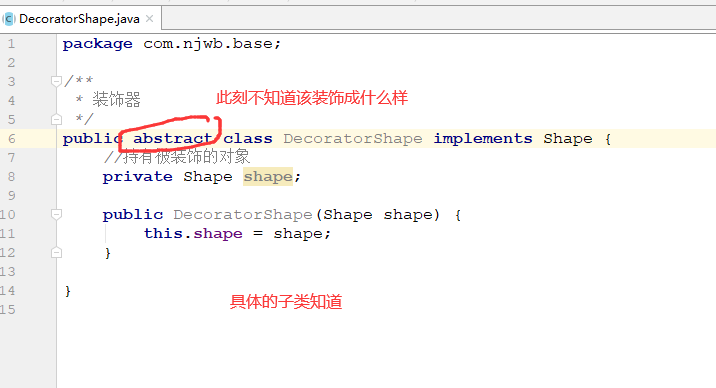 DecoratorShape.java ×
1 package com.njwb.base;
2
3 /**
此刻不知道该装饰成什么样
4 * 装饰器
5 */
6 public abstract class DecoratorShape implements Shape {
7 //持有被装饰的对象
8 private Shape shape;
9
10 public DecoratorShape(Shape shape) {
11 this.shape = shape;
12 }
13
14 }
具体的子类知道
15